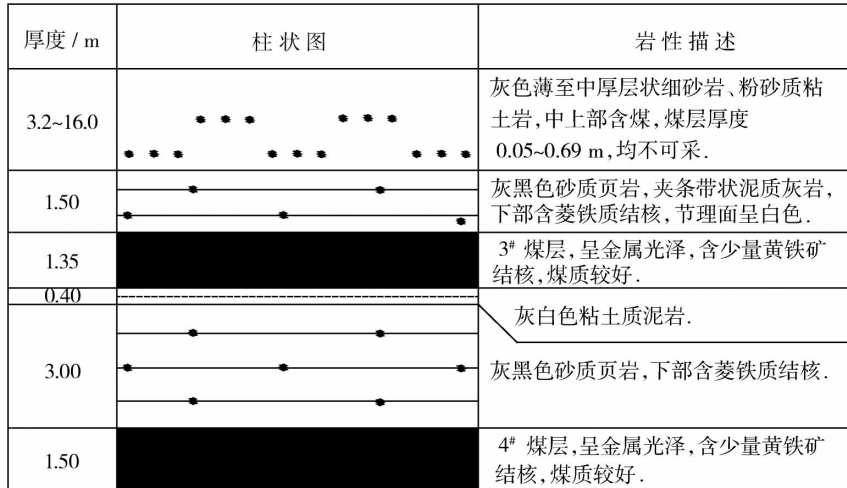 厚度 / m
柱 状 图
岩 性 描 述
3.2~16.0
灰色薄至中厚层状细砂岩、粉砂质粘
土岩,中上部含煤,煤层厚度
0.05~0.69 m,均不可采.
1.50
灰黑色砂质页岩,夹条带状泥质灰岩,
下部含菱铁质结核,节理面呈白色.
1.35
3# 煤层,呈金属光泽,含少量黄铁矿
结核,煤质较好.
0.40
灰白色粘土质泥岩.
3.00
灰黑色砂质页岩,下部含菱铁质结核.
1.50
4# 煤层,呈金属光泽,含少量黄铁矿
结核,煤质较好.